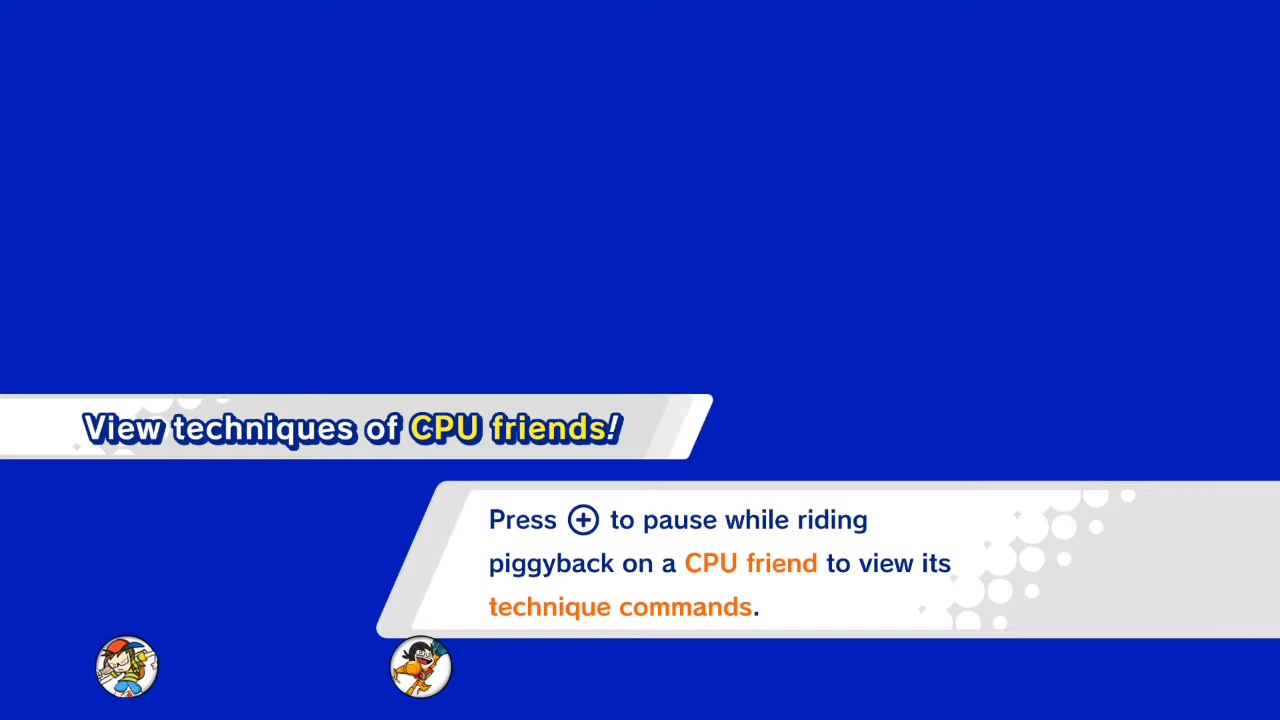 View techniques of CPU friends!
Press ⊕ to pause while riding
piggyback on a CPU friend to view its
technique commands.